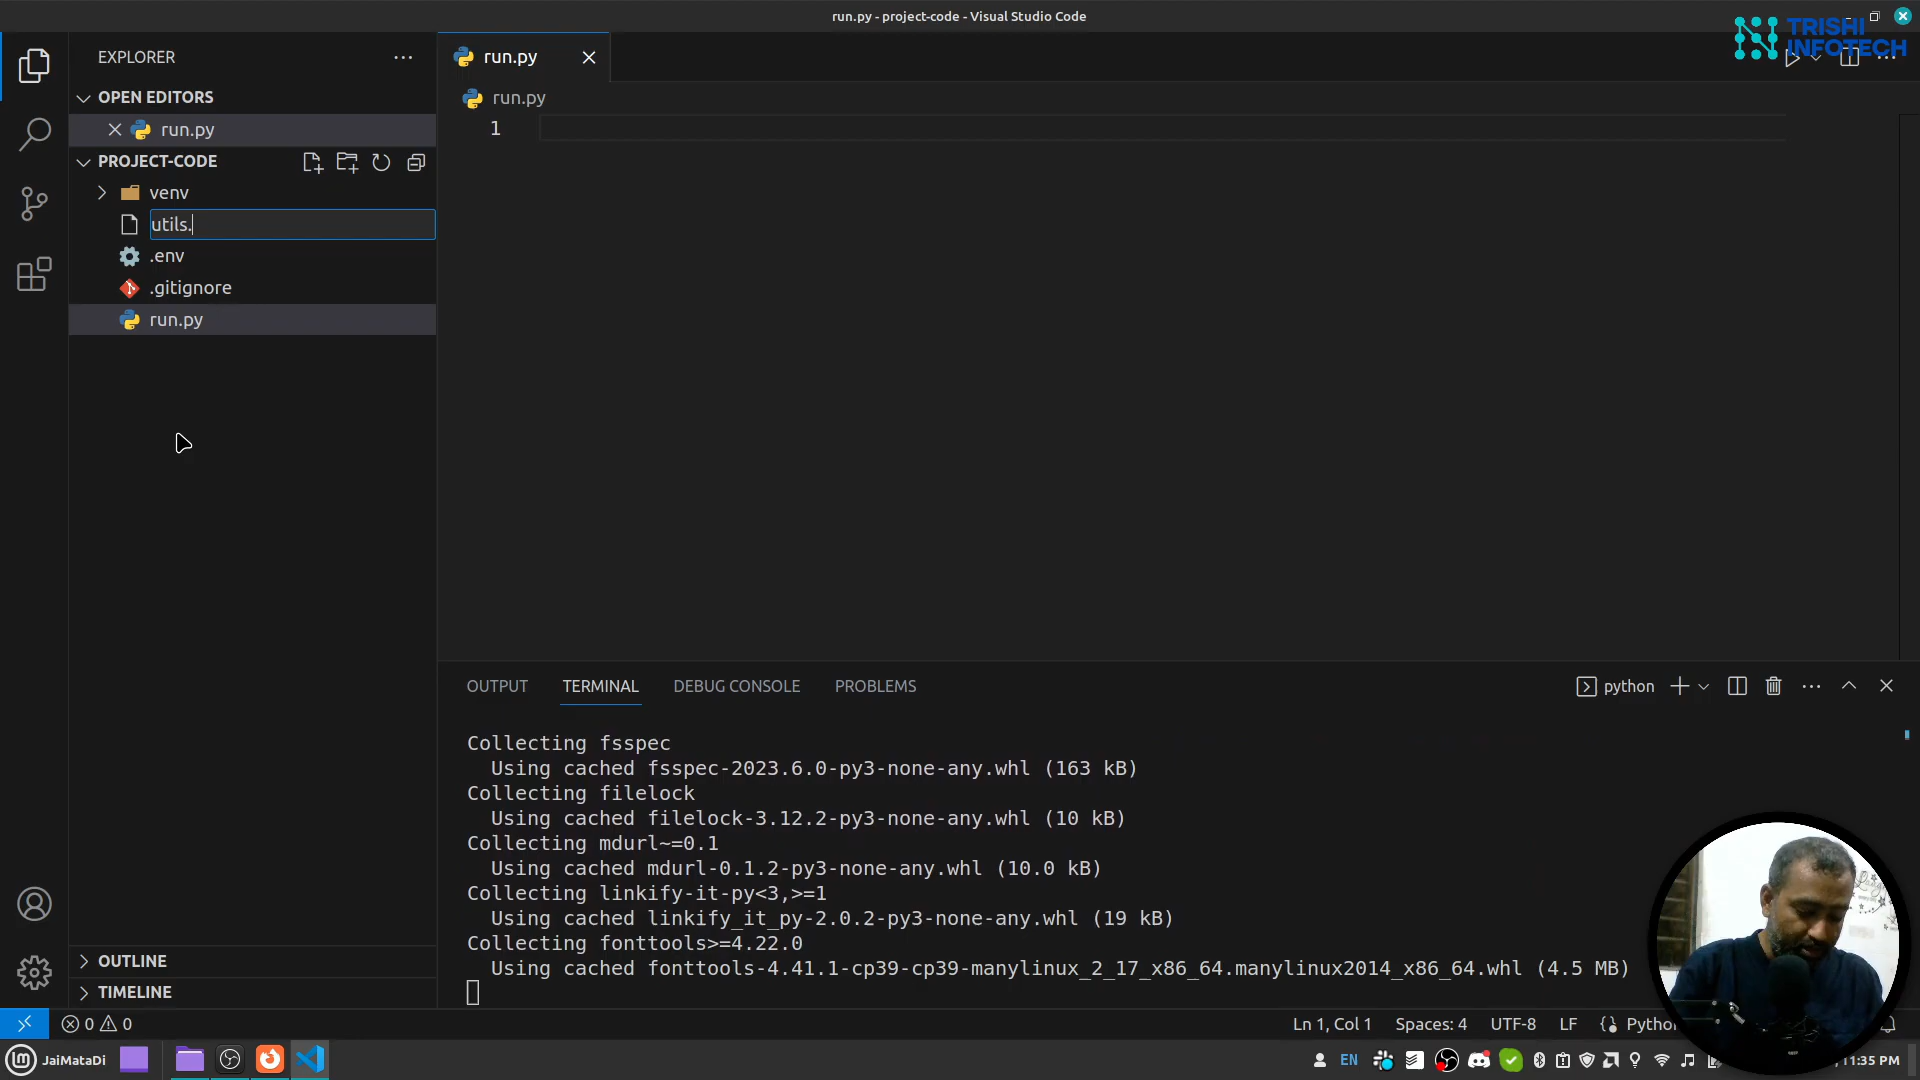 run.py - project-code - Visual Studio Code
TRISHI
INFOTECH
EXPLORER
run.py
OPEN EDITORS
run.py
run.py
1
PROJECT-CODE
venv
utils.
.env
.gitignore
run.py
OUTPUT
TERMINAL
DEBUG CONSOLE
PROBLEMS
python
Collecting fsspec
Using cached fsspec-2023.6.0-py3-none-any.whl (163 kB)
Collecting filelock
Using cached filelock-3.12.2-py3-none-any.whl (10 kB)
Collecting mdurl~=0.1
Using cached mdurl-0.1.2-py3-none-any.whl (10.0 kB)
Collecting linkify-it-py<3,>=1
Using cached linkify_it_py-2.0.2-py3-none-any.whl (19 kB)
Collecting fonttools>=4.22.0
Using cached fonttools-4.41.1-cp39-cp39-manylinux_2_17_x86_64.manylinux2014_x86_64.whl (4.5 MB)
OUTLINE
TIMELINE
0 0
Ln 1, Col 1
Spaces: 4
UTF-8
LF
JaiMataDi
EN
11:35 PM